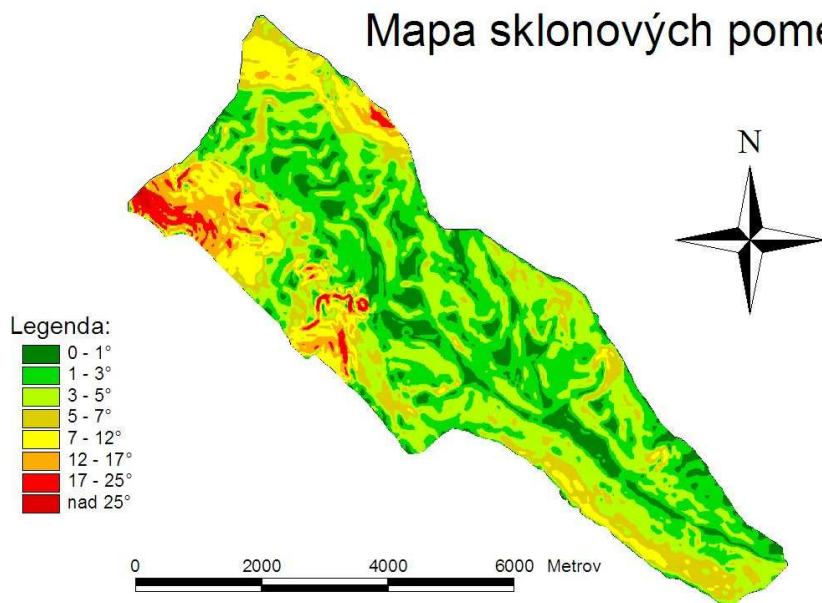 Mapa sklonových pome
N
Legenda:
0 - 1°
1 - 3°
3 - 5°
5 - 7°
7 - 12°
12 - 17°
17 - 25°
nad 25°
0 2000 4000 6000 Metrov